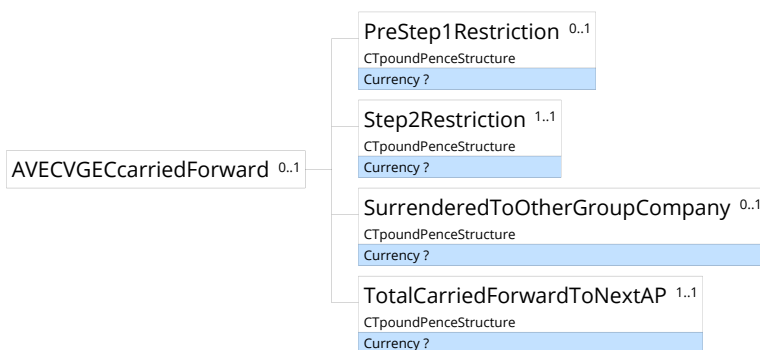 PreStep1Restriction 0..1
CTpoundPenceStructure
Currency ?
Step2Restriction 1..1
CTpoundPenceStructure
Currency ?
AVECVGECcarriedForward 0..1
SurrenderedToOtherGroupCompany 0..1
CTpoundPenceStructure
Currency ?
TotalCarriedForwardToNextAP 1..1
CTpoundPenceStructure
Currency ?